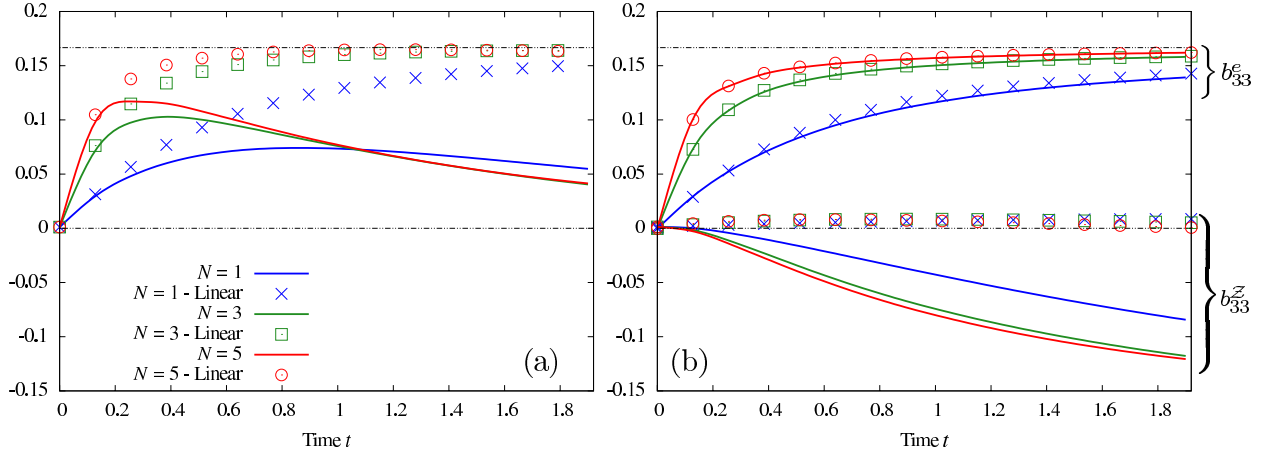 0.2
0.15
0.1
0.05
0
-0.05
-0.1
-0.15
N = 1
N = 1 - Linear
N = 3
N = 3 - Linear
N = 5
N = 5 - Linear
(a)
0 0.2 0.4 0.6 0.8 1 1.2 1.4 1.6 1.8
Time t
0.2
0.15
0.1
0.05
0
-0.05
-0.1
-0.15
b^e_33
b^Z_33
(b)
0 0.2 0.4 0.6 0.8 1 1.2 1.4 1.6 1.8
Time t